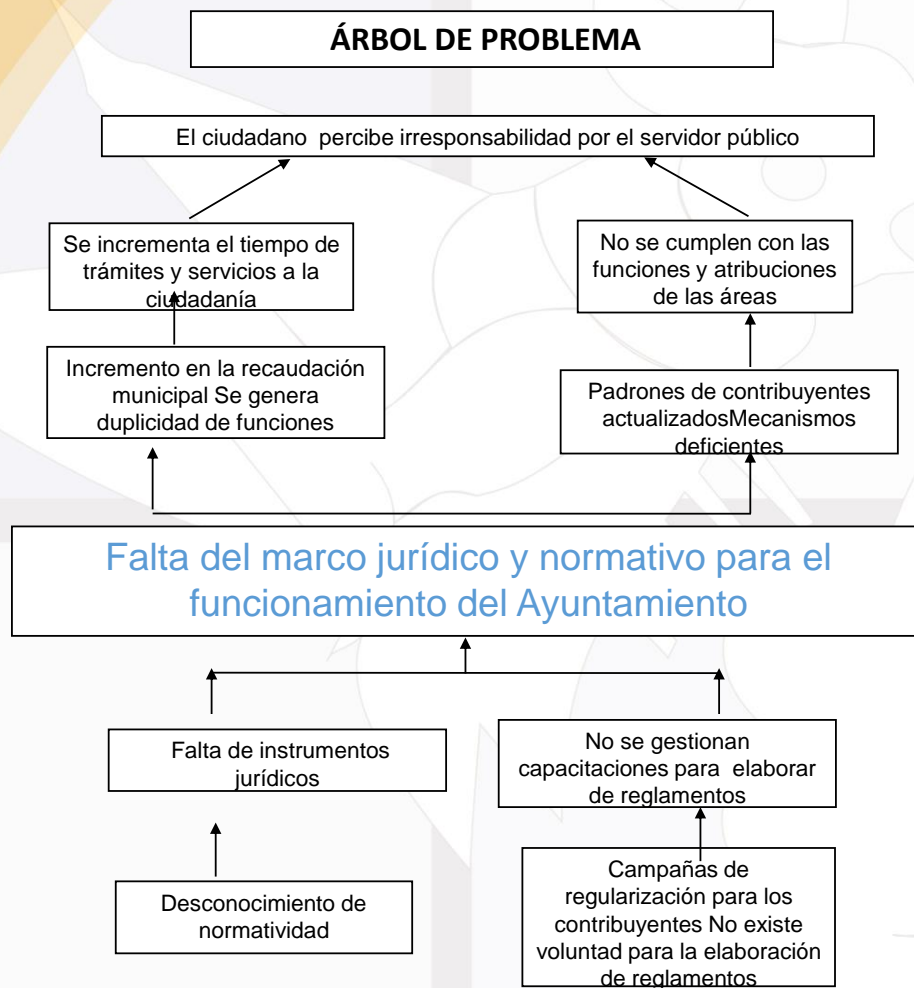 ÁRBOL DE PROBLEMA
El ciudadano percibe irresponsabilidad por el servidor público
Se incrementa el tiempo de
trámites y servicios a la
ciudadanía
No se cumplen con las
funciones y atribuciones
de las áreas
Incremento en la recaudación
municipal Se genera
duplicidad de funciones
Padrones de contribuyentes
actualizadosMecanismos
deficientes
Falta del marco jurídico y normativo para el
funcionamiento del Ayuntamiento
Falta de instrumentos
jurídicos
No se gestionan
capacitaciones para elaborar
de reglamentos
Desconocimiento de
normatividad
Campañas de
regularización para los
contribuyentes No existe
voluntad para la elaboración
de reglamentos